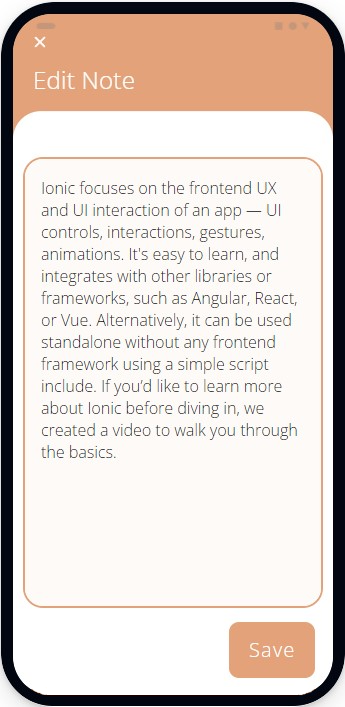 Edit Note
Ionic focuses on the frontend UX
and UI interaction of an app — UI
controls, interactions, gestures,
animations. It's easy to learn, and
integrates with other libraries or
frameworks, such as Angular, React,
or Vue. Alternatively, it can be used
standalone without any frontend
framework using a simple script
include. If you’d like to learn more
about Ionic before diving in, we
created a video to walk you through
the basics.
Save